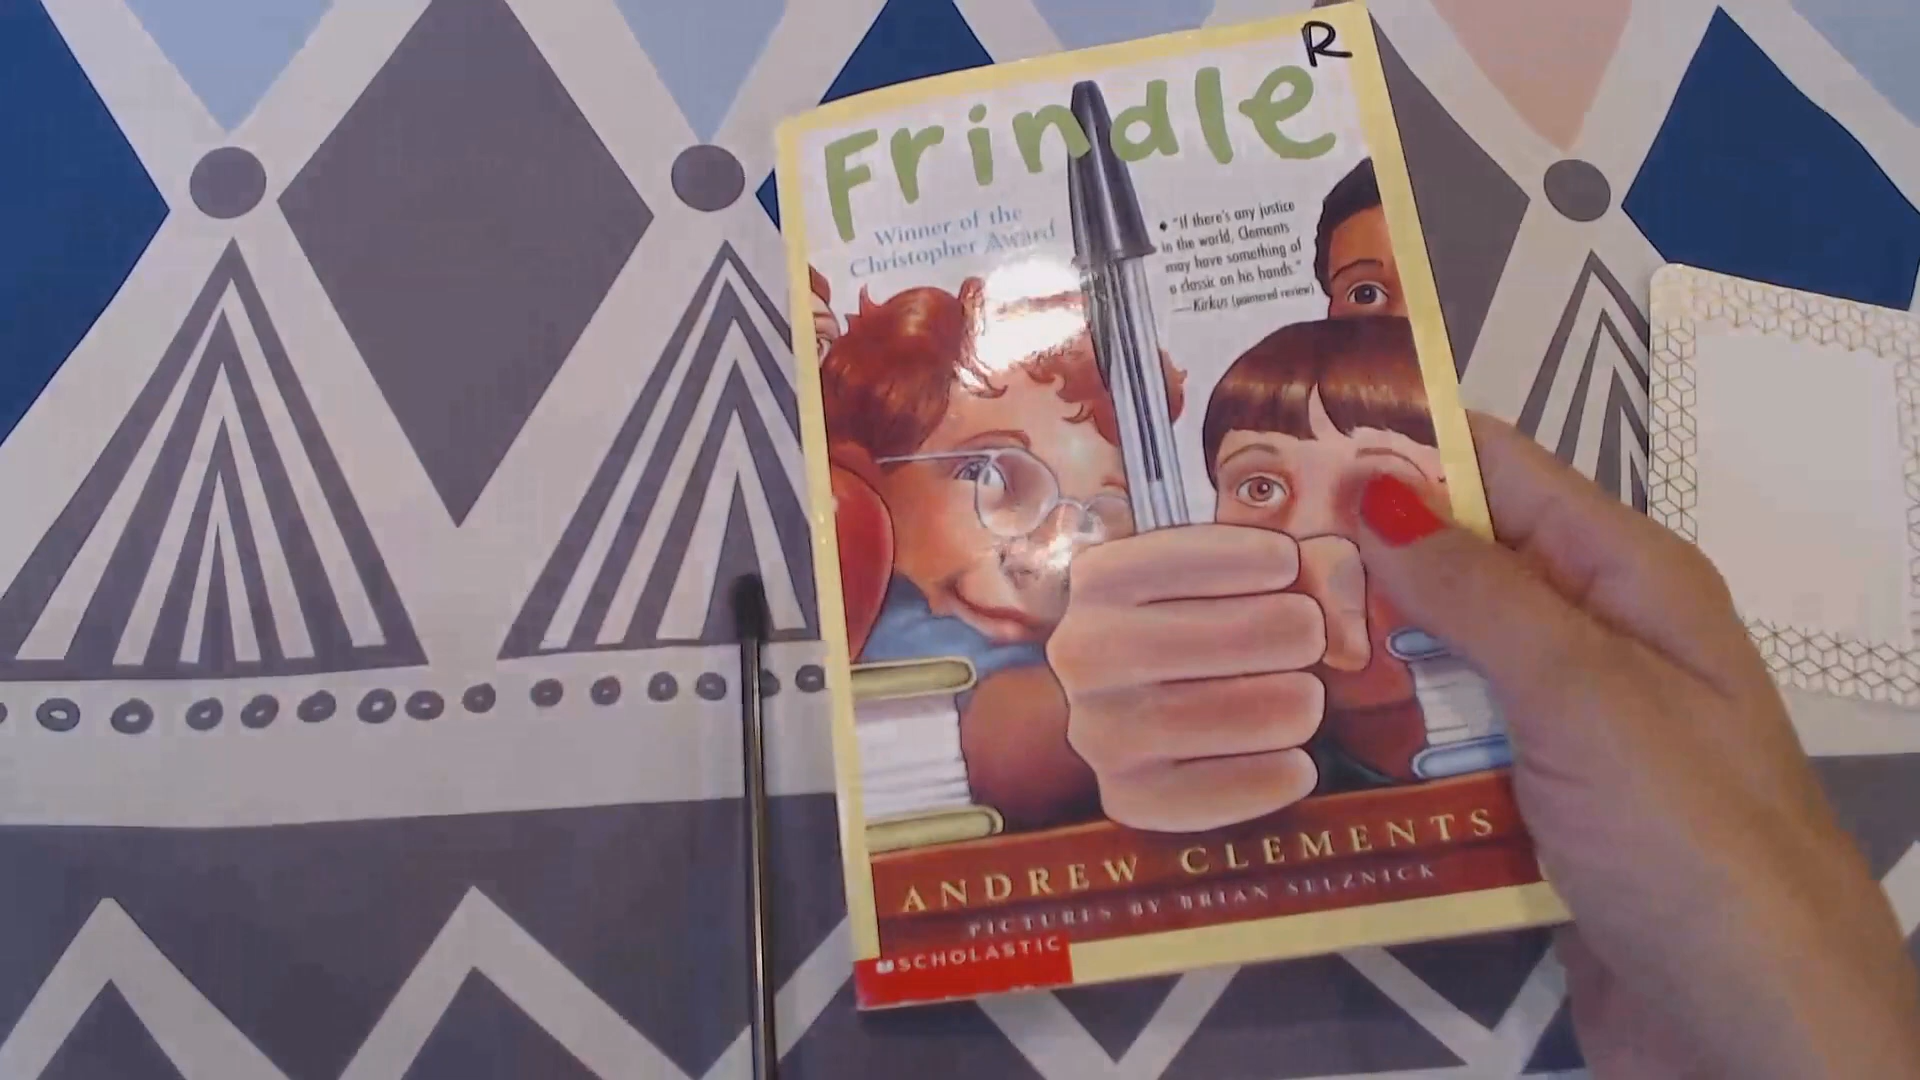 R
Frindle
Winner of the
Christopher Award
"If there's any justice
in the world, Clements
may have something of
a classic on his hands."
—Kirkus (pointered review)
ANDREW CLEMENTS
PICTURES BY BRIAN SELZNICK
SCHOLASTIC